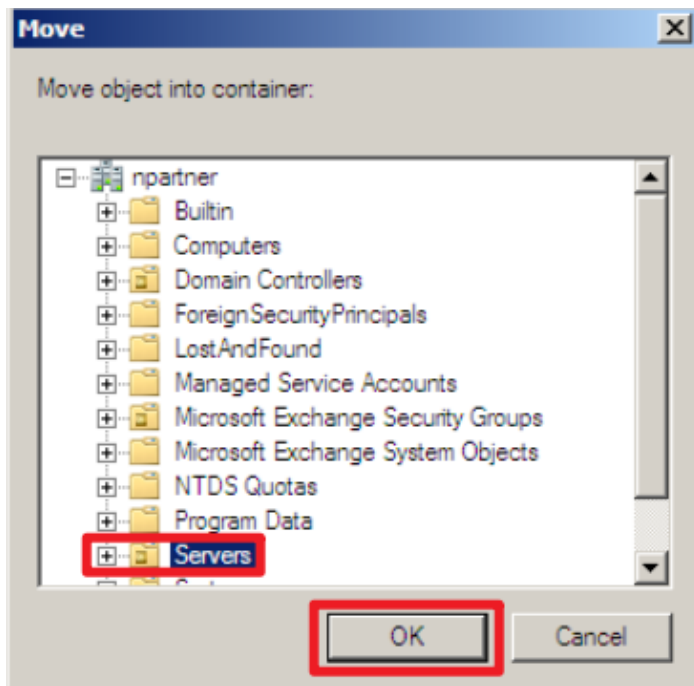 Move
Move object into container:
npartner
Builtin
Computers
Domain Controllers
ForeignSecurityPrincipals
LostAndFound
Managed Service Accounts
Microsoft Exchange Security Groups
Microsoft Exchange System Objects
NTDS Quotas
Program Data
Servers
OK Cancel